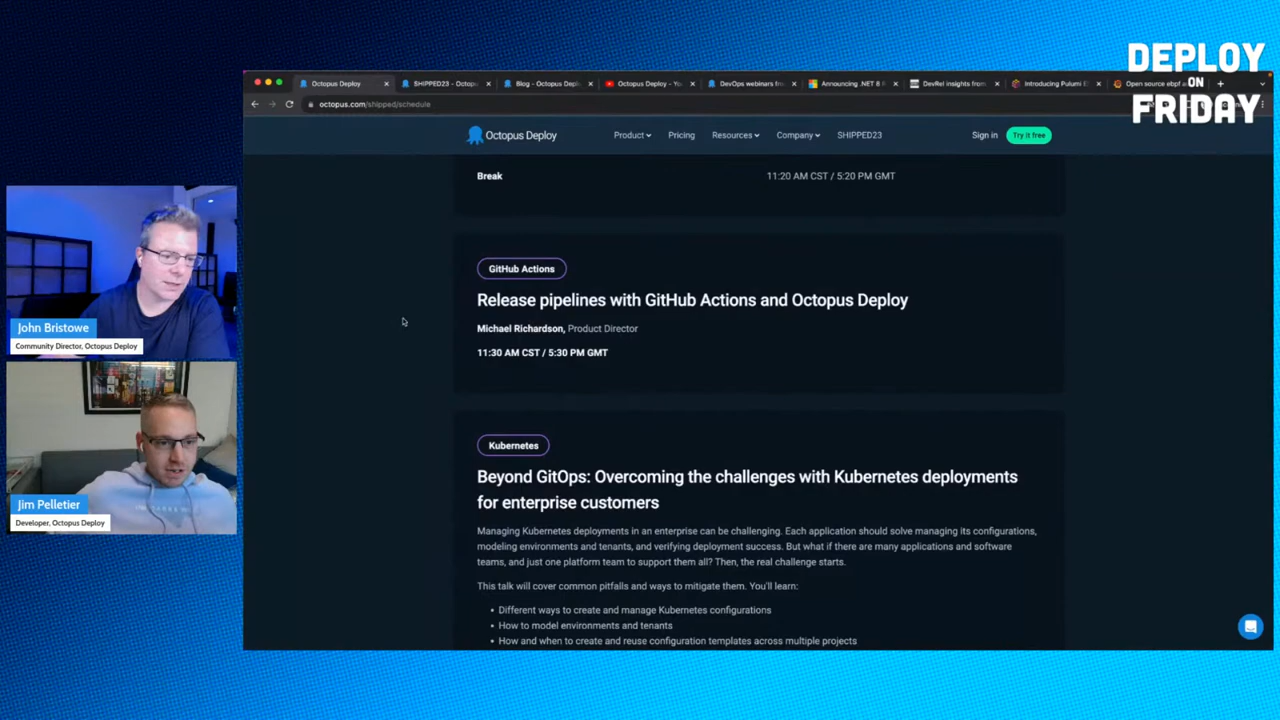 DEPLOY
ON
FRIDAY
Octopus Deploy
SHIPPED23 - Octopu
Blog - Octopus Depl
Octopus Deploy - Yo
DevOps webinars fro
Announcing .NET 8 R
DevRel insights from
Introducing Pulumi E
Open source ebpf a
octopus.com/shipped/schedule
Octopus Deploy
Product
Pricing
Resources
Company
SHIPPED23
Sign in
Try it free
Break
11:20 AM CST / 5:20 PM GMT
GitHub Actions
Release pipelines with GitHub Actions and Octopus Deploy
Michael Richardson, Product Director
11:30 AM CST / 5:30 PM GMT
Kubernetes
Beyond GitOps: Overcoming the challenges with Kubernetes deployments
for enterprise customers
Managing Kubernetes deployments in an enterprise can be challenging. Each application should solve managing its configurations,
modeling environments and tenants, and verifying deployment success. But what if there are many applications and software
teams, and just one platform team to support them all? Then, the real challenge starts.
This talk will cover common pitfalls and ways to mitigate them. You'll learn:
• Different ways to create and manage Kubernetes configurations
• How to model environments and tenants
• How and when to create and reuse configuration templates across multiple projects
John Bristowe
Community Director, Octopus Deploy
Jim Pelletier
Developer, Octopus Deploy